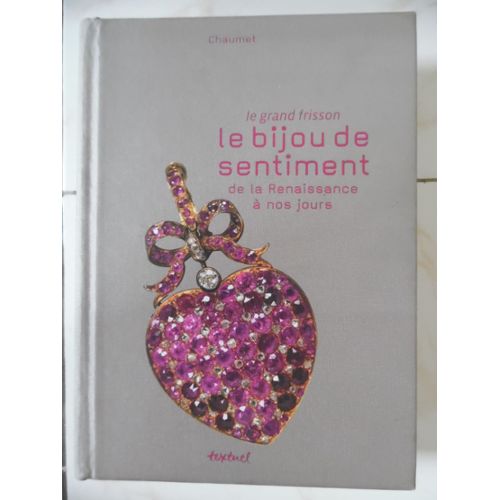 Chaumet
le grand frisson
le bijou de
sentiment
de la Renaissance
à nos jours
textuel